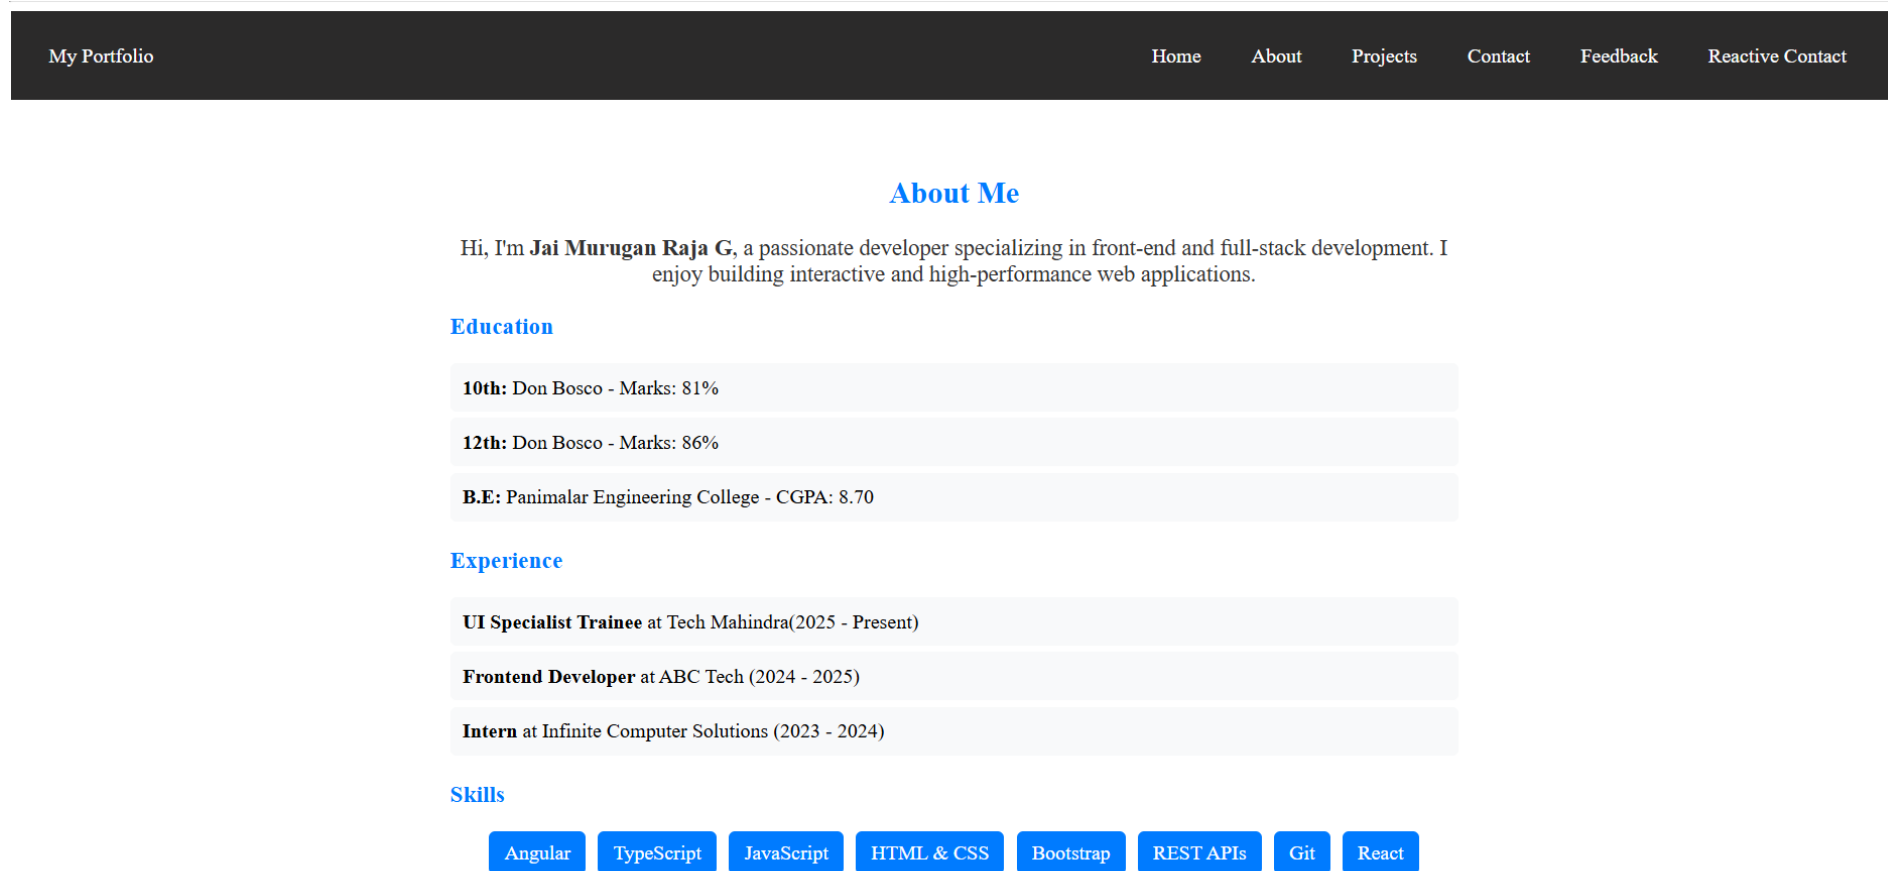 My Portfolio Home About Projects Contact Feedback Reactive Contact
About Me
Hi, I'm Jai Murugan Raja G, a passionate developer specializing in front-end and full-stack development. I
enjoy building interactive and high-performance web applications.
Education
10th: Don Bosco - Marks: 81%
12th: Don Bosco - Marks: 86%
B.E: Panimalar Engineering College - CGPA: 8.70
Experience
UI Specialist Trainee at Tech Mahindra(2025 - Present)
Frontend Developer at ABC Tech (2024 - 2025)
Intern at Infinite Computer Solutions (2023 - 2024)
Skills
Angular TypeScript JavaScript HTML & CSS Bootstrap REST APIs Git React